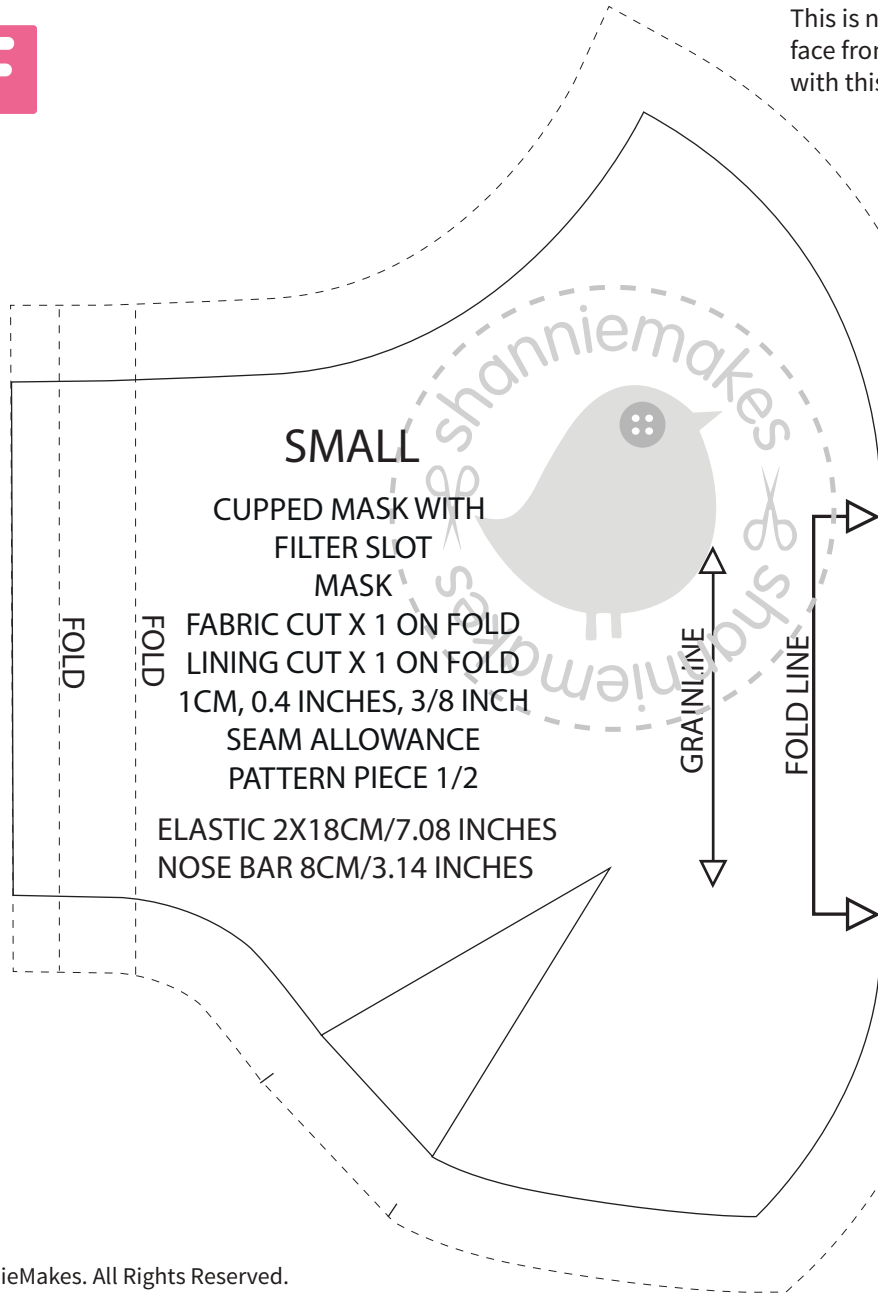 This is n
face fror
with this
shanniemakes
SMALL
CUPPED MASK WITH
FILTER SLOT
MASK
FABRIC CUT X 1 ON FOLD
LINING CUT X 1 ON FOLD
1CM, 0.4 INCHES, 3/8 INCH
SEAM ALLOWANCE
PATTERN PIECE 1/2
ELASTIC 2X18CM/7.08 INCHES
NOSE BAR 8CM/3.14 INCHES
FOLD
FOLD
GRAINLINE
FOLD LINE
shanniemakes
ieMakes. All Rights Reserved.